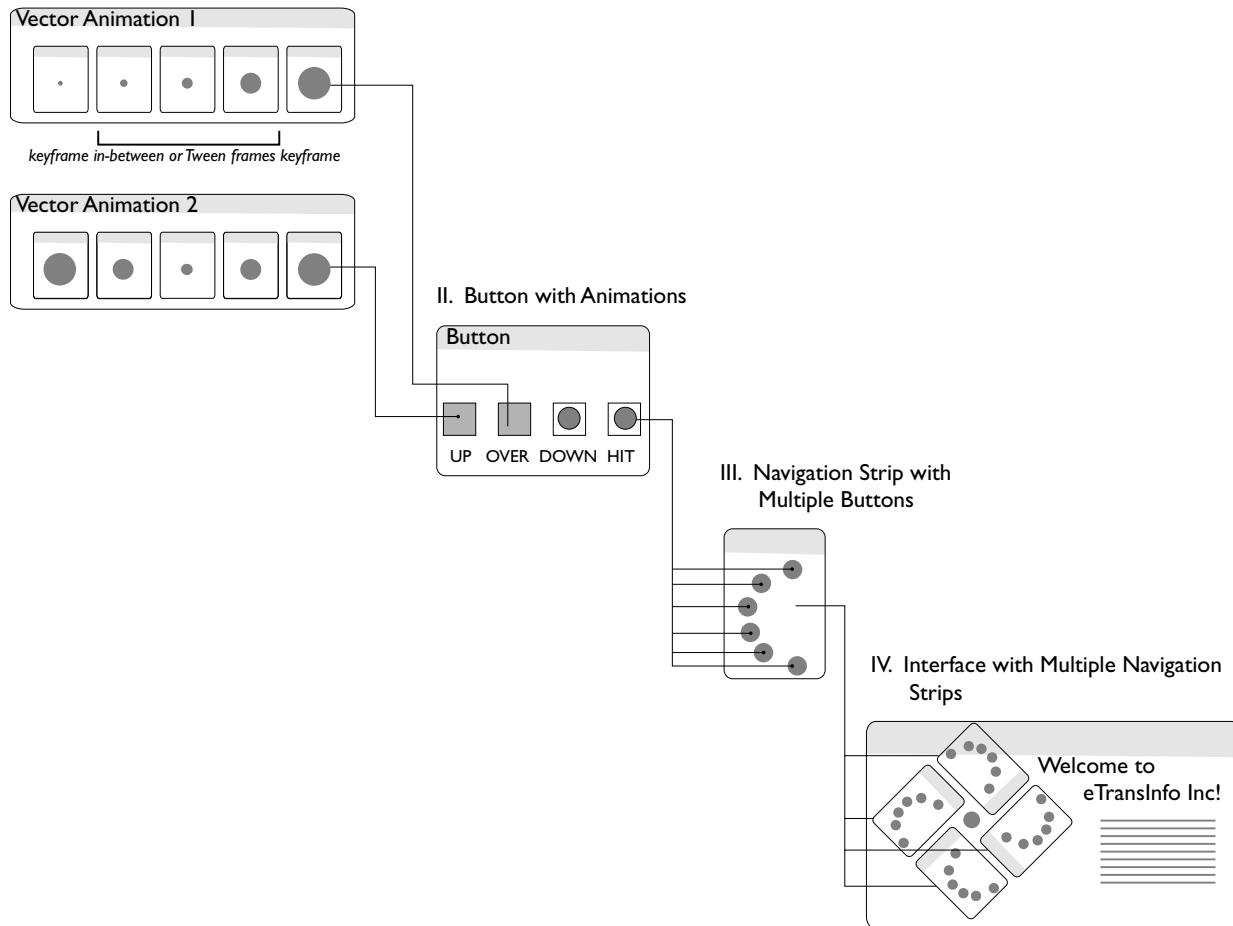 Vector Animation 1
keyframe in-between or Tween frames keyframe
Vector Animation 2
II. Button with Animations
Button
UP OVER DOWN HIT
III. Navigation Strip with
Multiple Buttons
IV. Interface with Multiple Navigation
Strips
Welcome to
eTransInfo Inc!